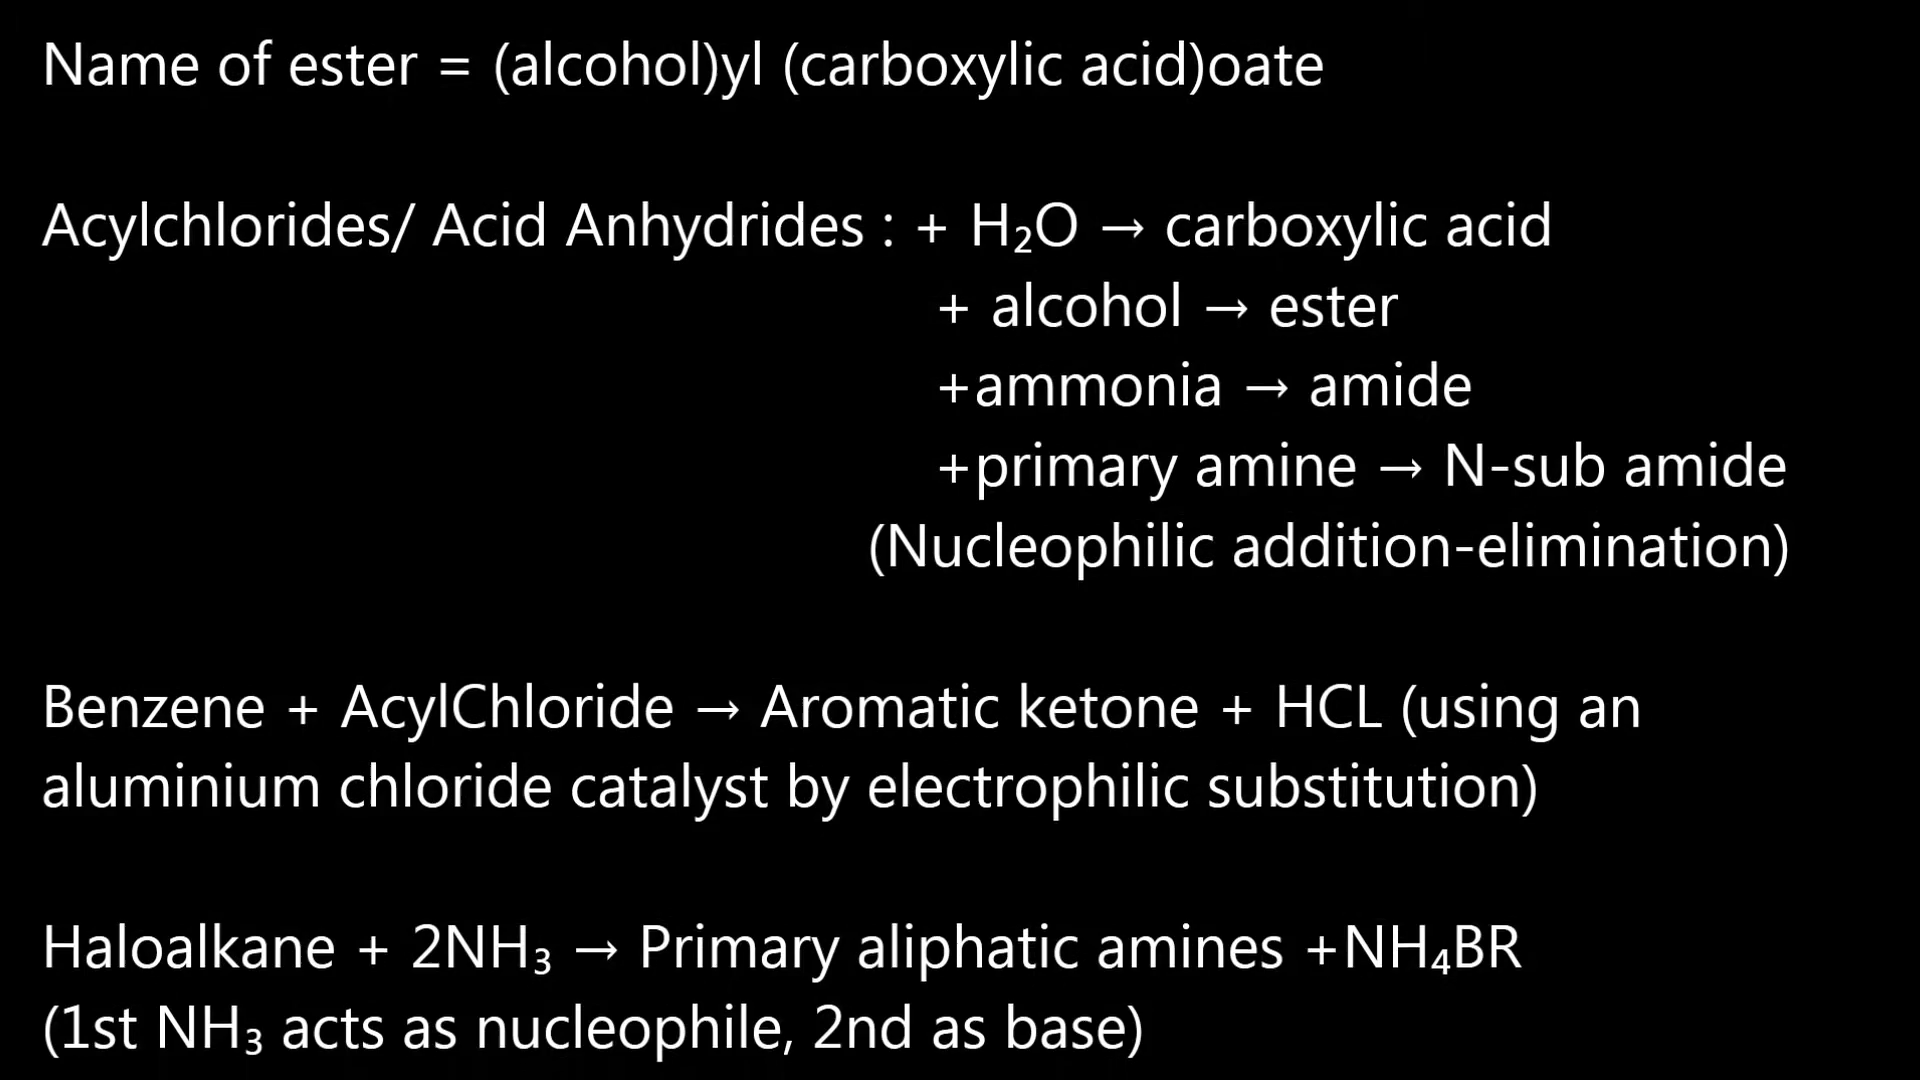 Name of ester = (alcohol)yl (carboxylic acid)oate
Acylchlorides/ Acid Anhydrides : + H₂O → carboxylic acid
+ alcohol → ester
+ammonia → amide
+primary amine → N-sub amide
(Nucleophilic addition-elimination)
Benzene + AcylChloride → Aromatic ketone + HCL (using an
aluminium chloride catalyst by electrophilic substitution)
Haloalkane + 2NH₃ → Primary aliphatic amines +NH₄BR
(1st NH₃ acts as nucleophile, 2nd as base)